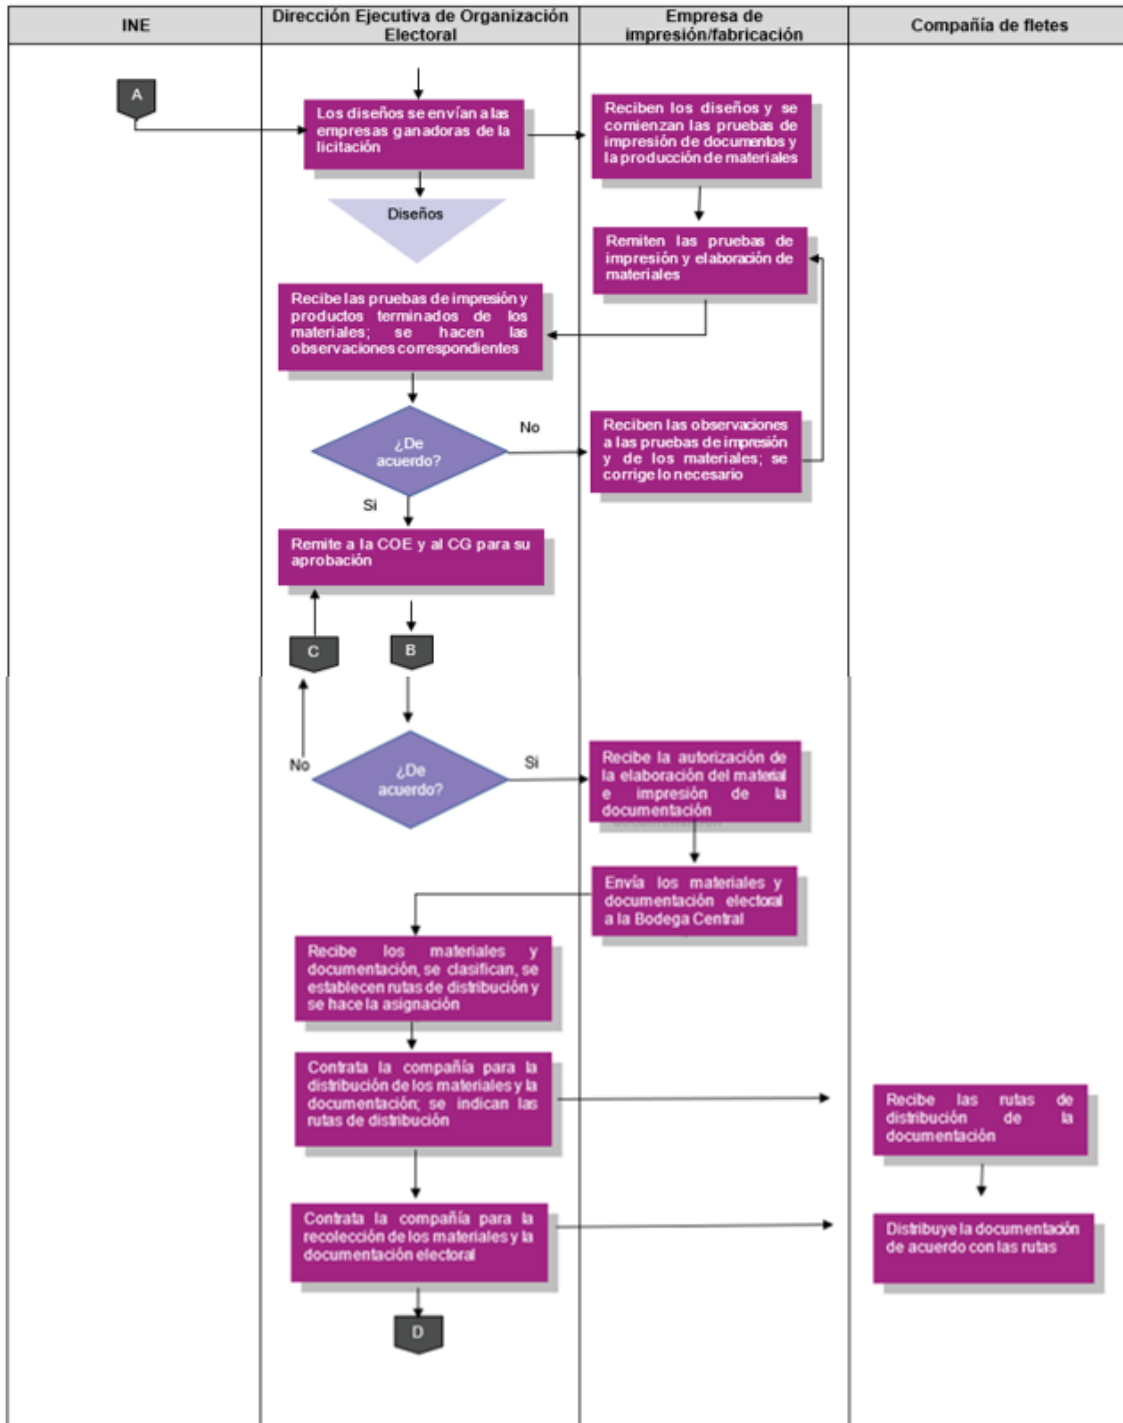 INE
Dirección Ejecutiva de Organización
Electoral
Empresa de
impresión/fabricación
Compañía de fletes
A
Los diseños se envían a las
empresas ganadoras de la
licitación
Reciben los diseños y se
comienzan las pruebas de
impresión de documentos y
la producción de materiales
Diseños
Remiten las pruebas de
impresión y elaboración de
materiales
Recibe las pruebas de impresión y
productos terminados de los
materiales; se hacen las
observaciones correspondientes
¿De
acuerdo?
No
Reciben las observaciones
a las pruebas de impresión
y de los materiales; se
corrige lo necesario
Si
Remite a la COE y al CG para su
aprobación
C
B
No
¿De
acuerdo?
Si
Recibe la autorización de
la elaboración del material
e impresión de la
documentación
Envía los materiales y
documentación electoral
a la Bodega Central
Recibe los materiales y
documentación, se clasifican, se
establecen rutas de distribución y
se hace la asignación
Contrata la compañía para la
distribución de los materiales y la
documentación; se indican las
rutas de distribución
Recibe las rutas de
distribución de la
documentación
Contrata la compañía para la
recolección de los materiales y la
documentación electoral
Distribuye la documentación
de acuerdo con las rutas
D